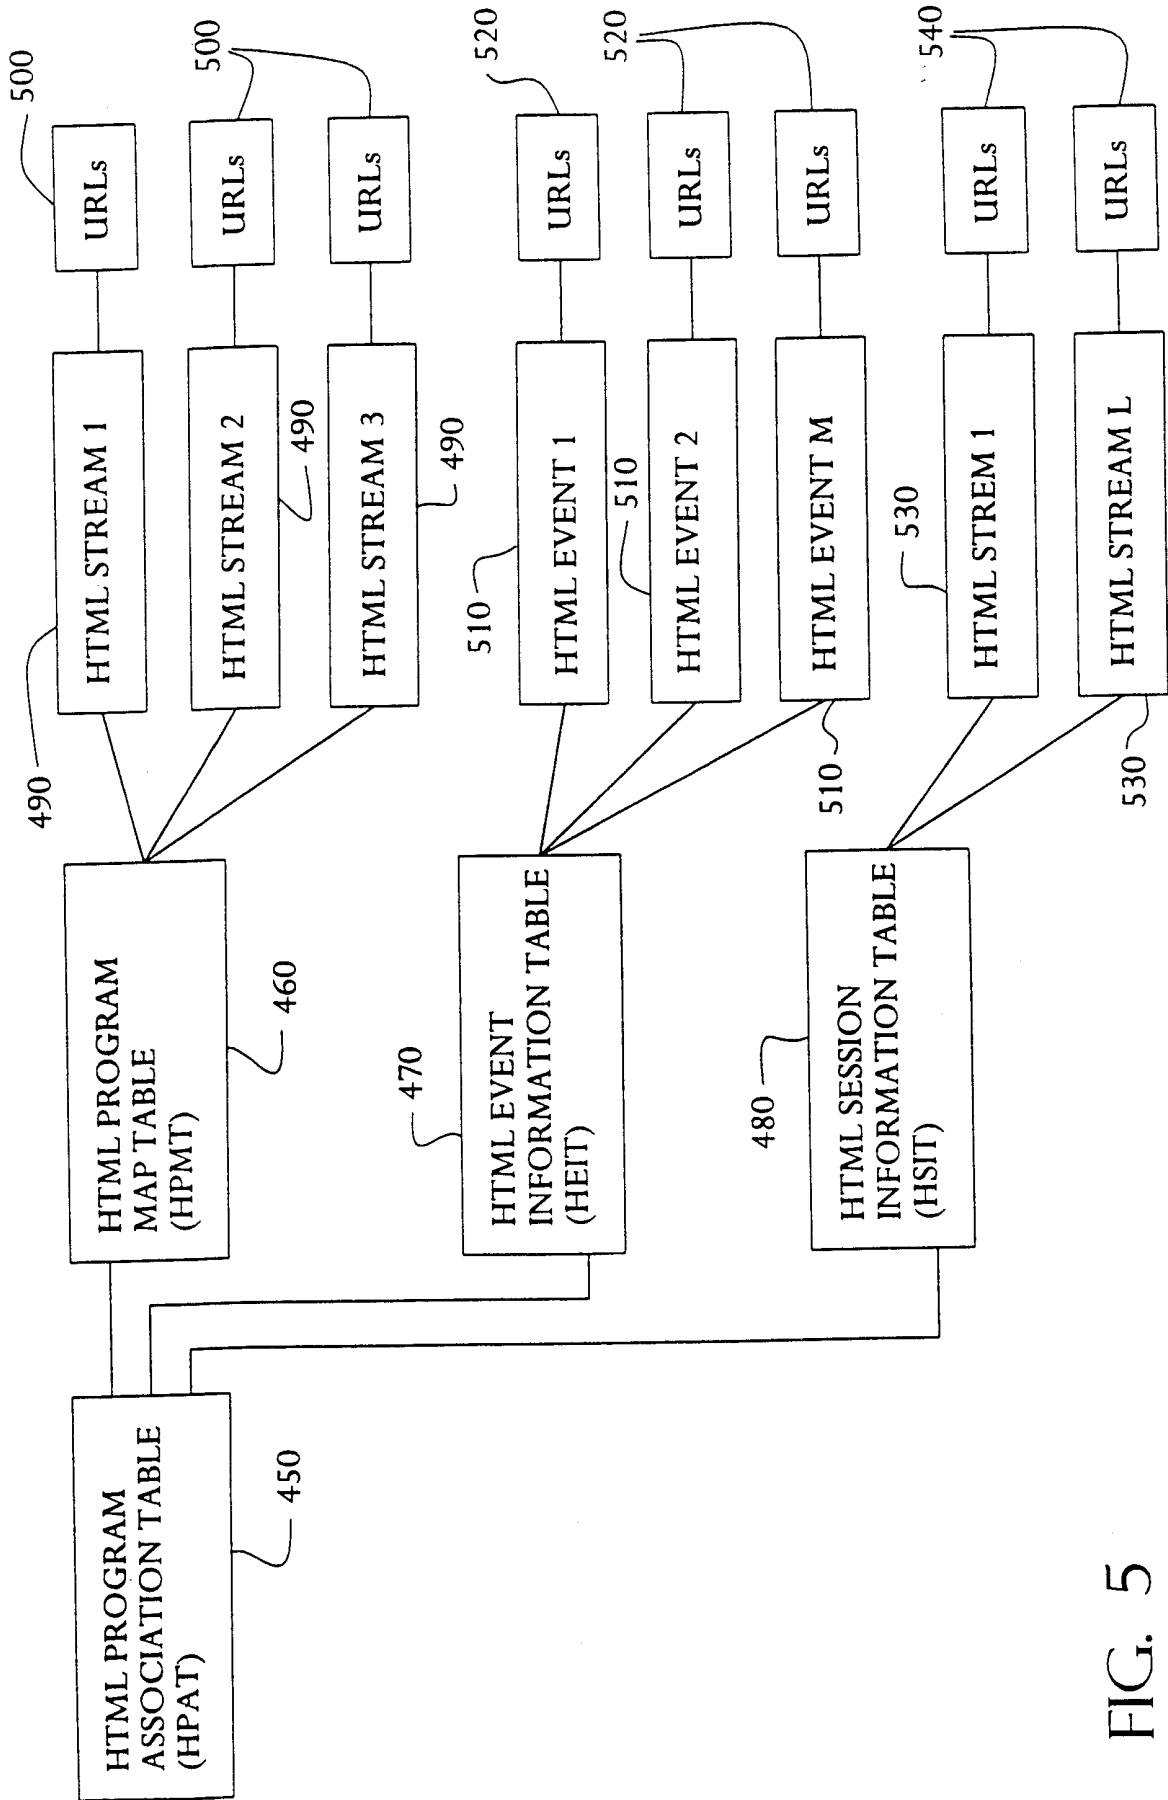 HTML PROGRAM
ASSOCIATION TABLE
(HPAT)
450
HTML PROGRAM
MAP TABLE
(HPMT)
460
HTML EVENT
INFORMATION TABLE
(HEIT)
470
HTML SESSION
INFORMATION TABLE
(HSIT)
480
490
HTML STREAM 1
URLs
500
HTML STREAM 2
490
URLs
500
HTML STREAM 3
490
URLs
510
HTML EVENT 1
URLs
520
510
HTML EVENT 2
URLs
520
HTML EVENT M
510
URLs
530
HTML STREM 1
URLs
540
HTML STREAM L
530
URLs
FIG. 5